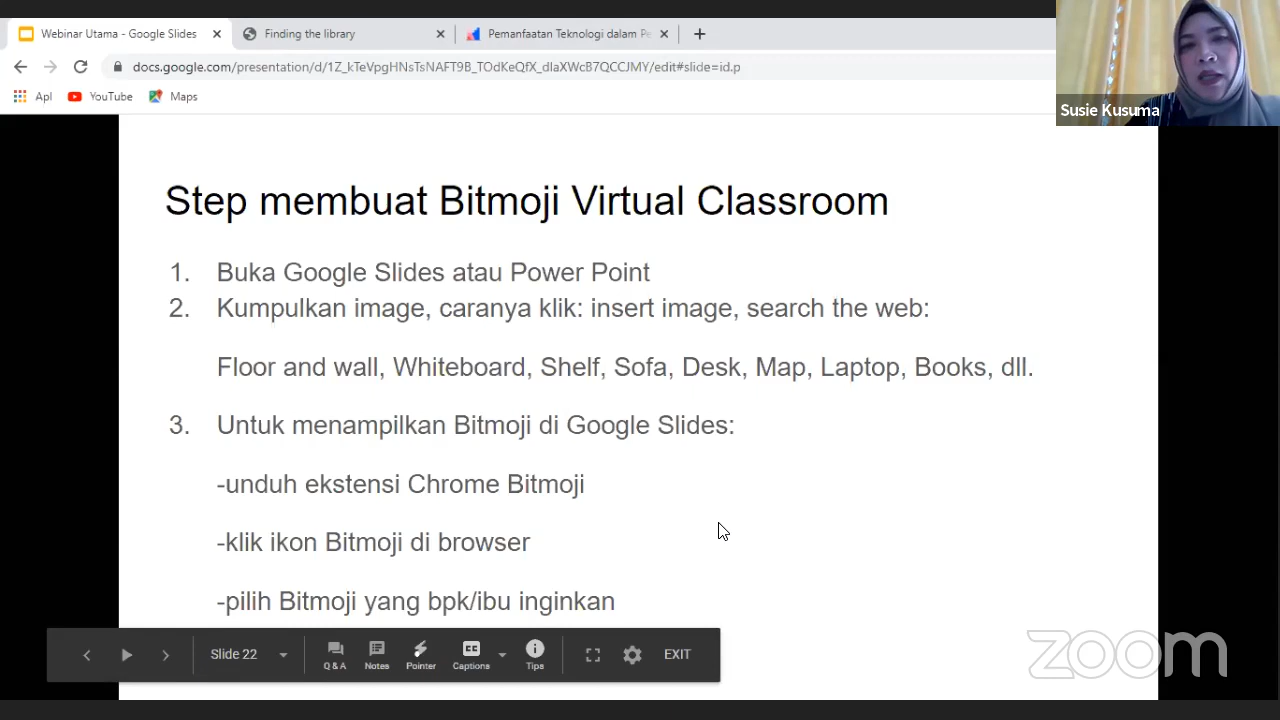 Webinar Utama - Google Slides
Finding the library
Pemanfaatan Teknologi dalam Pe
docs.google.com/presentation/d/1Z_kTeVpgHNsTsNAFT9B_TOdKeQfX_dIaXWcB7QCCJMY/edit#slide=id.p
Apl YouTube Maps
Susie Kusuma
Step membuat Bitmoji Virtual Classroom
1. Buka Google Slides atau Power Point
2. Kumpulkan image, caranya klik: insert image, search the web:
Floor and wall, Whiteboard, Shelf, Sofa, Desk, Map, Laptop, Books, dll.
3. Untuk menampilkan Bitmoji di Google Slides:
-unduh ekstensi Chrome Bitmoji
-klik ikon Bitmoji di browser
-pilih Bitmoji yang bpk/ibu inginkan
Slide 22
Q & A
Notes
Pointer
CC
Captions
Tips
EXIT
zoom